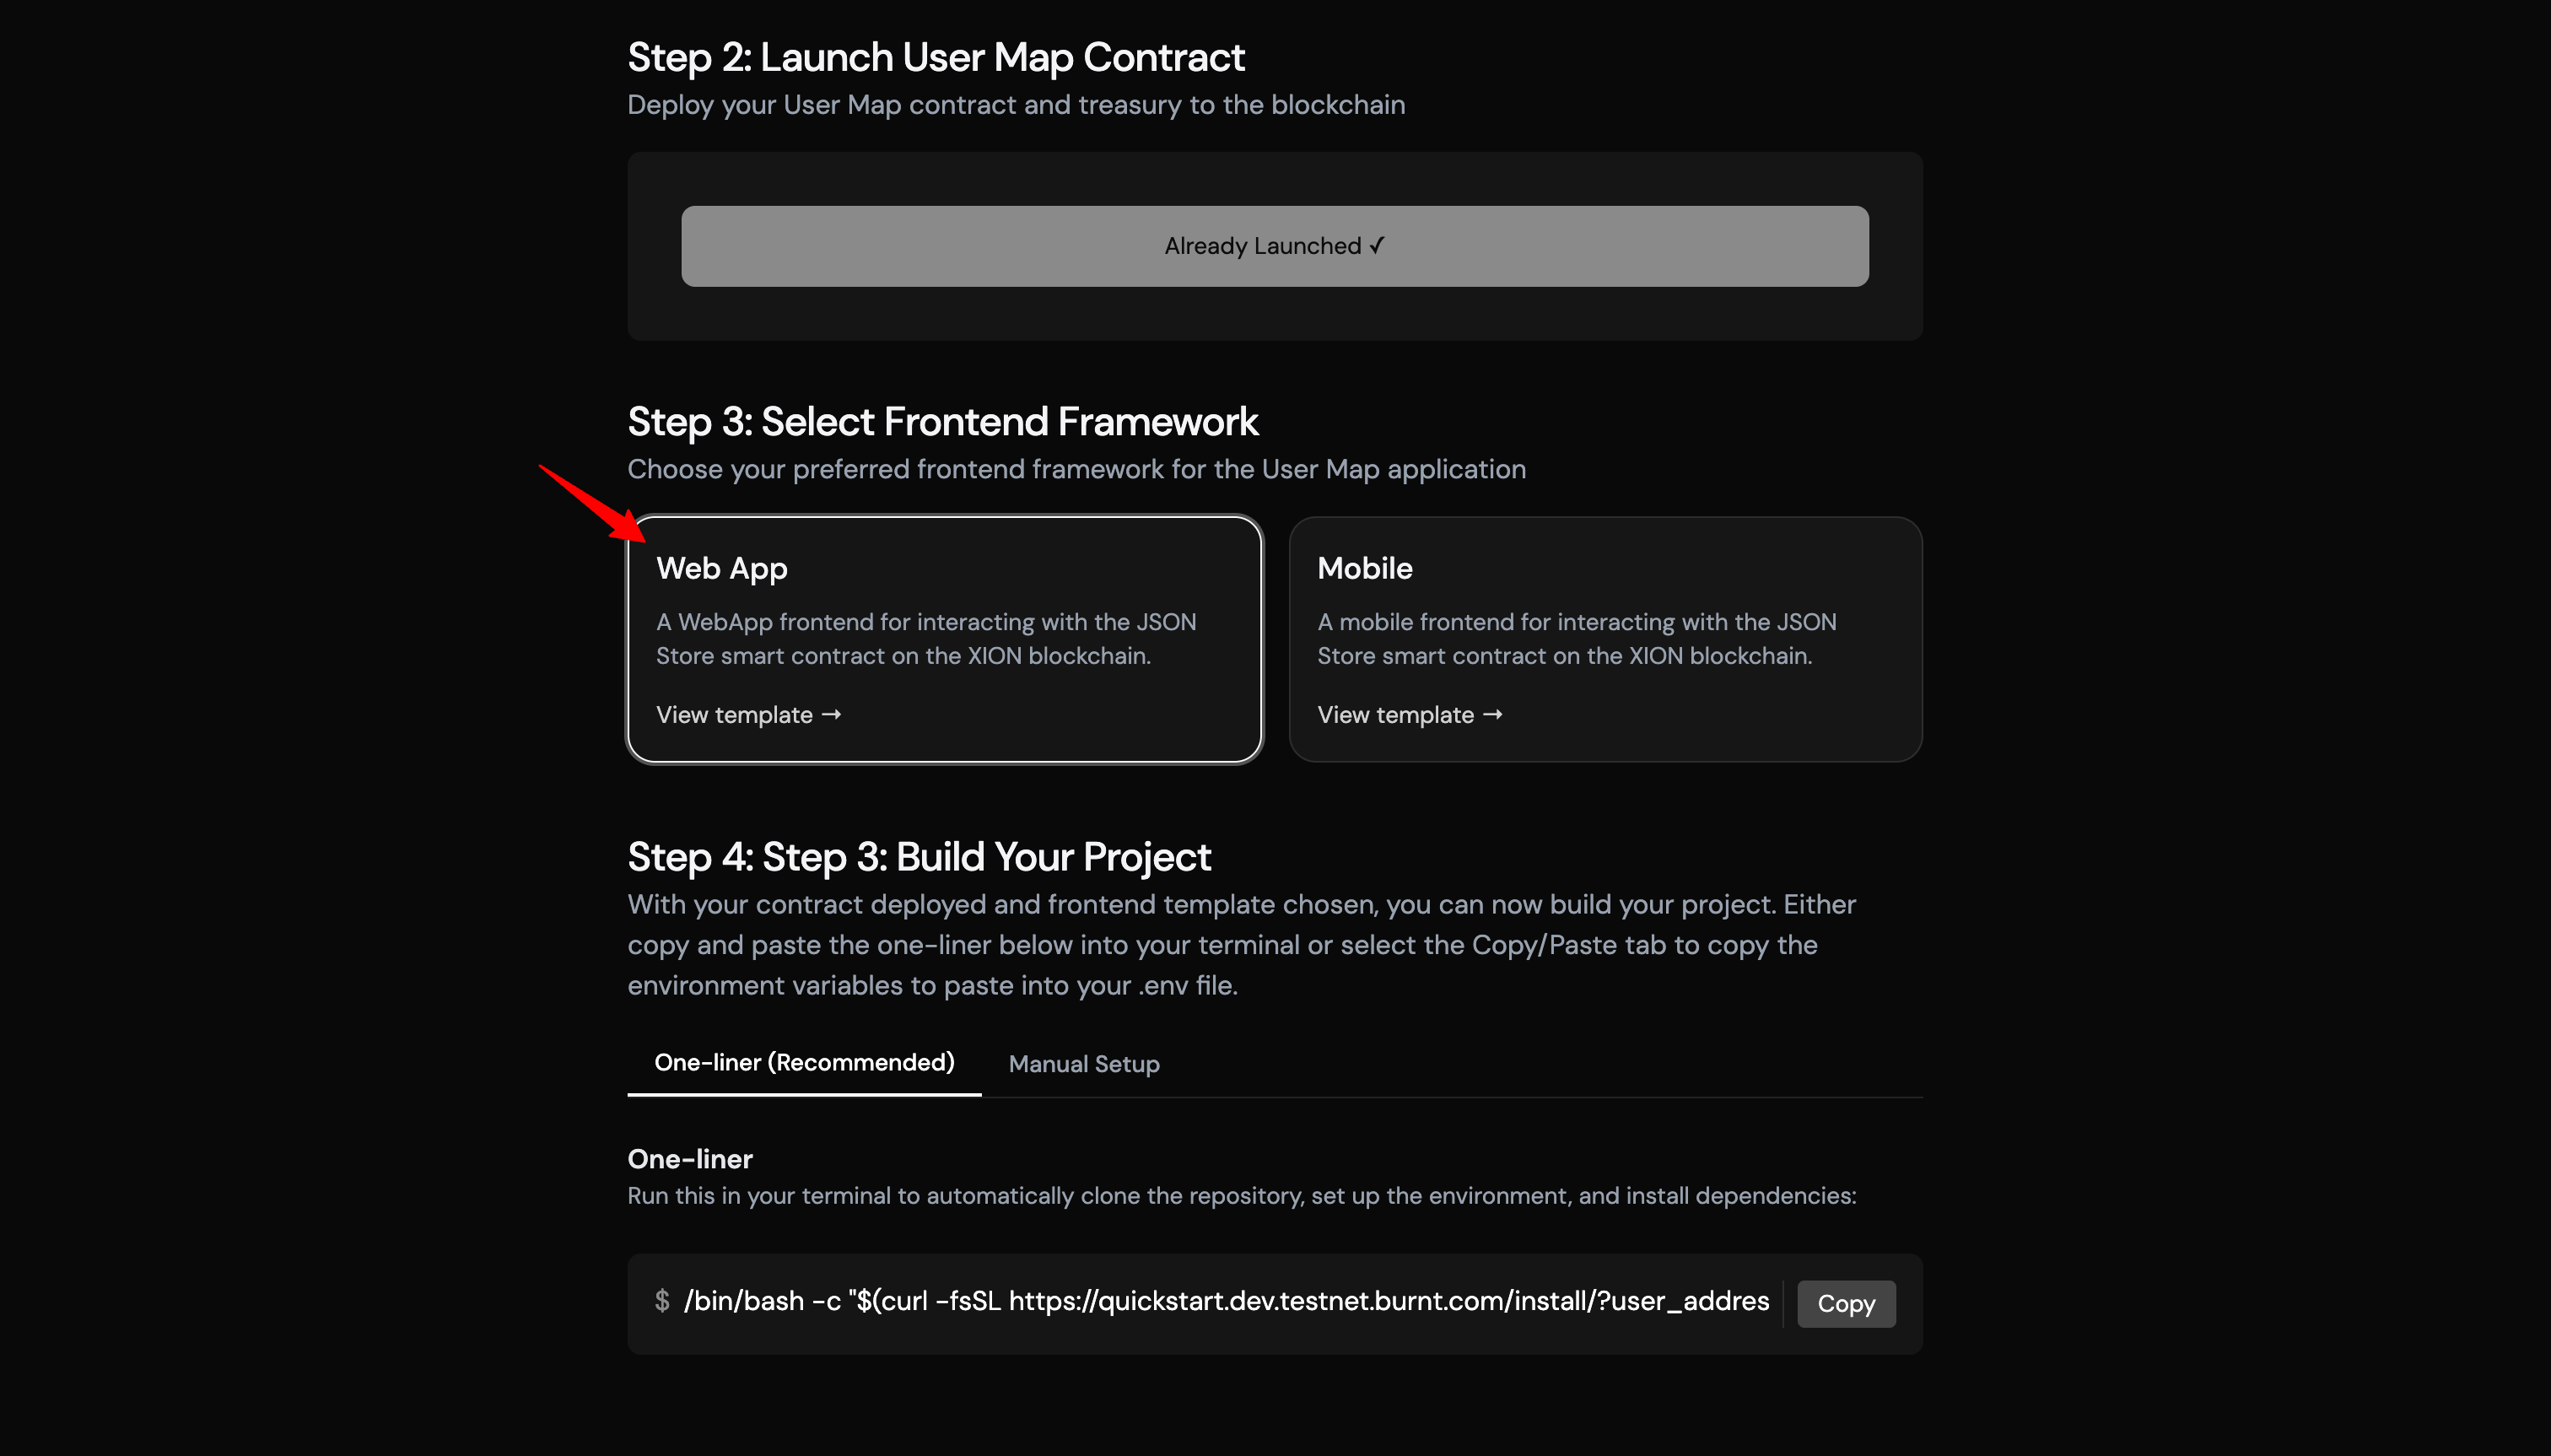 Step 2: Launch User Map Contract
Deploy your User Map contract and treasury to the blockchain
Already Launched ✓
Step 3: Select Frontend Framework
Choose your preferred frontend framework for the User Map application
Web App
A WebApp frontend for interacting with the JSON
Store smart contract on the XION blockchain.
View template →
Mobile
A mobile frontend for interacting with the JSON
Store smart contract on the XION blockchain.
View template →
Step 4: Step 3: Build Your Project
With your contract deployed and frontend template chosen, you can now build your project. Either
copy and paste the one-liner below into your terminal or select the Copy/Paste tab to copy the
environment variables to paste into your .env file.
One-liner (Recommended)
Manual Setup
One-liner
Run this in your terminal to automatically clone the repository, set up the environment, and install dependencies:
$ /bin/bash -c "$(curl -fsSL https://quickstart.dev.testnet.burnt.com/install/?user_addres
Copy